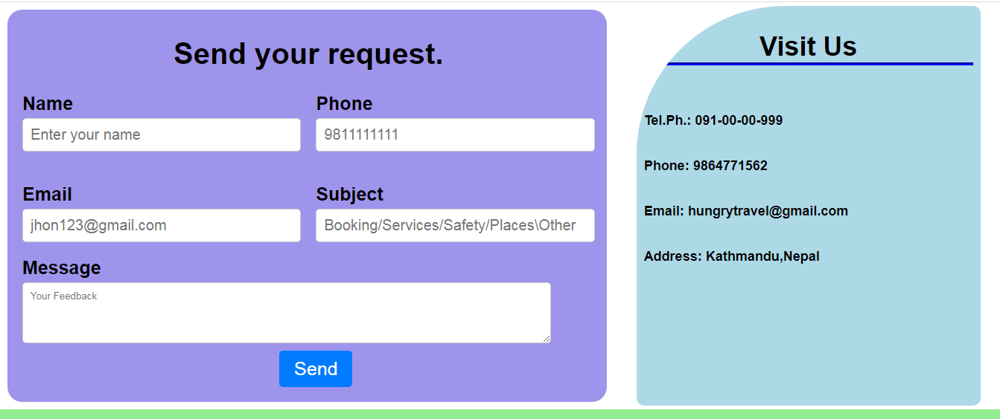 Send your request.
Name
Phone
Enter your name
9811111111
Email
Subject
jhon123@gmail.com
Booking/Services/Safety/Places\Other
Message
Your Feedback
Send
Visit Us
Tel.Ph.: 091-00-00-999
Phone: 9864771562
Email: hungrytravel@gmail.com
Address: Kathmandu,Nepal